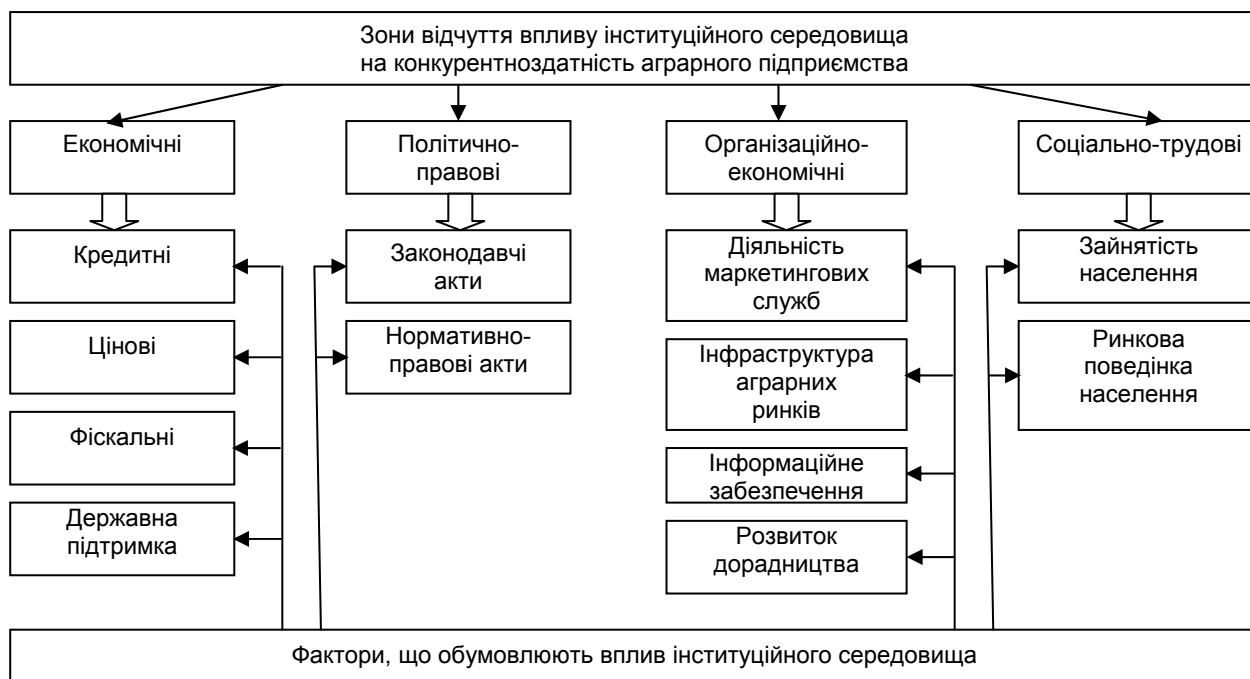 Зони відчуття впливу інституційного середовища
на конкурентноздатність аграрного підприємства
Економічні
Політично-
правові
Організаційно-
економічні
Соціально-трудові
Кредитні
Законодавчі
акти
Діяльність
маркетингових
служб
Зайнятість
населення
Цінові
Нормативно-
правові акти
Інфраструктура
аграрних
ринків
Ринкова
поведінка
населення
Фіскальні
Інформаційне
забезпечення
Державна
підтримка
Розвиток
дорадництва
Фактори, що обумовлюють вплив інституційного середовища